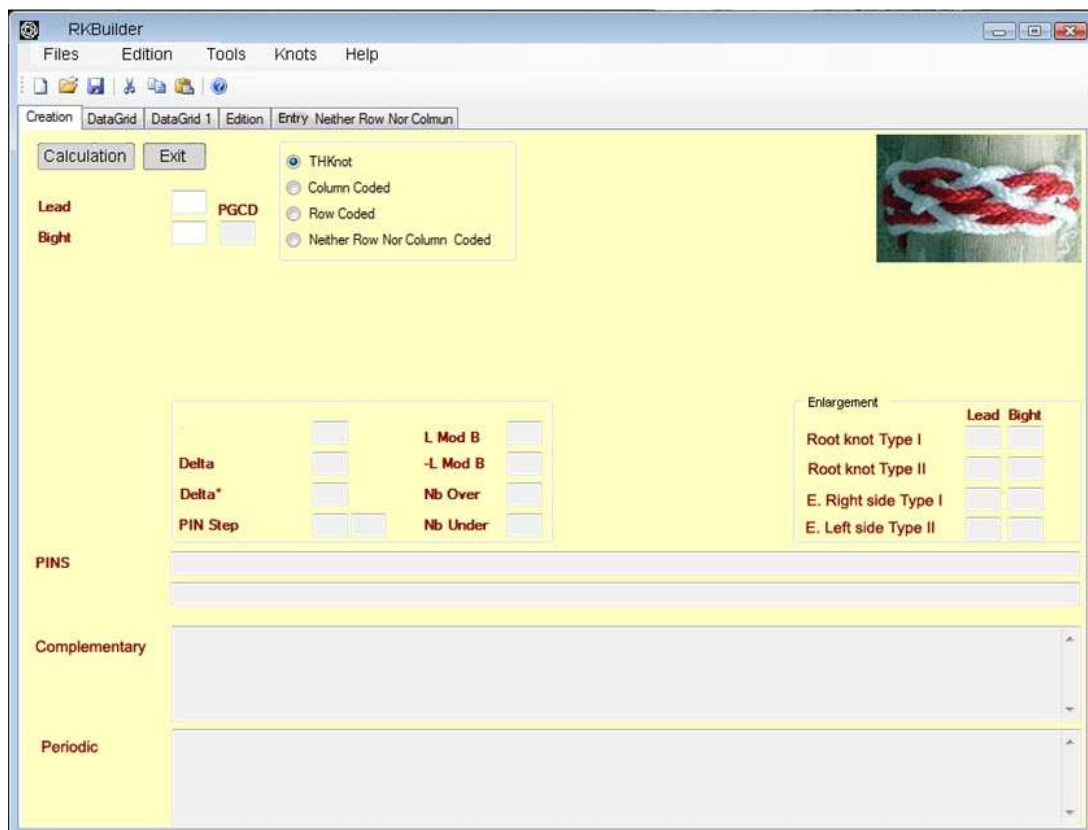 RKBuilder
Files Edition Tools Knots Help
Creation DataGrid DataGrid 1 Edition Entry Neither Row Nor Colmun
Calculation Exit
THKnot
Column Coded
Row Coded
Neither Row Nor Column Coded
Lead
PGCD
Bight
L Mod B
Delta
-L Mod B
Delta*
Nb Over
PIN Step
Nb Under
Enlargement
Lead Bight
Root knot Type I
Root knot Type II
E. Right side Type I
E. Left side Type II
PINS
Complementary
Periodic